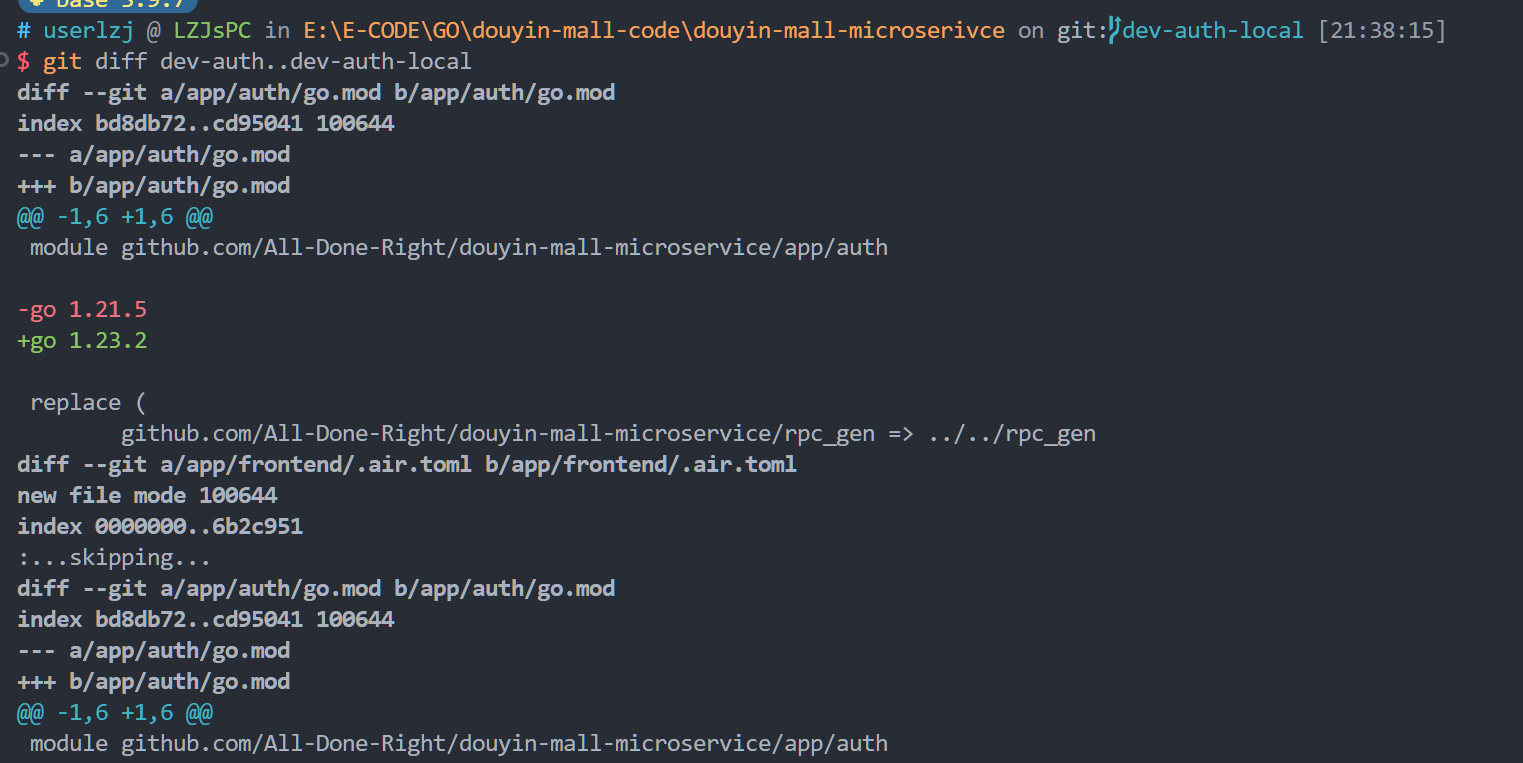 base 3.9.7
# userlzj @ LZJsPC in E:\E-CODE\GO\douyin-mall-code\douyin-mall-microserivce on git:dev-auth-local [21:38:15]
$ git diff dev-auth..dev-auth-local
diff --git a/app/auth/go.mod b/app/auth/go.mod
index bd8db72..cd95041 100644
--- a/app/auth/go.mod
+++ b/app/auth/go.mod
@@ -1,6 +1,6 @@
 module github.com/All-Done-Right/douyin-mall-microservice/app/auth
-go 1.21.5
+go 1.23.2
 replace (
        github.com/All-Done-Right/douyin-mall-microservice/rpc_gen => ../../rpc_gen
diff --git a/app/frontend/.air.toml b/app/frontend/.air.toml
new file mode 100644
index 0000000..6b2c951
:...skipping...
diff --git a/app/auth/go.mod b/app/auth/go.mod
index bd8db72..cd95041 100644
--- a/app/auth/go.mod
+++ b/app/auth/go.mod
@@ -1,6 +1,6 @@
 module github.com/All-Done-Right/douyin-mall-microservice/app/auth